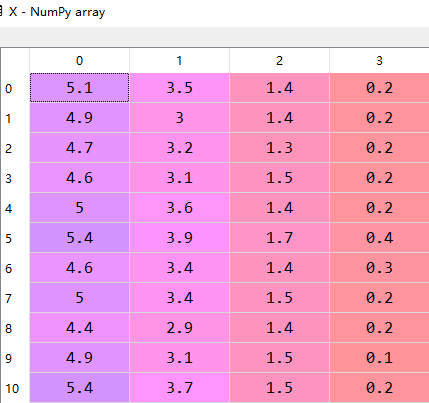 X - NumPy array
0 1 2 3
0 5.1 3.5 1.4 0.2
1 4.9 3 1.4 0.2
2 4.7 3.2 1.3 0.2
3 4.6 3.1 1.5 0.2
4 5 3.6 1.4 0.2
5 5.4 3.9 1.7 0.4
6 4.6 3.4 1.4 0.3
7 5 3.4 1.5 0.2
8 4.4 2.9 1.4 0.2
9 4.9 3.1 1.5 0.1
10 5.4 3.7 1.5 0.2